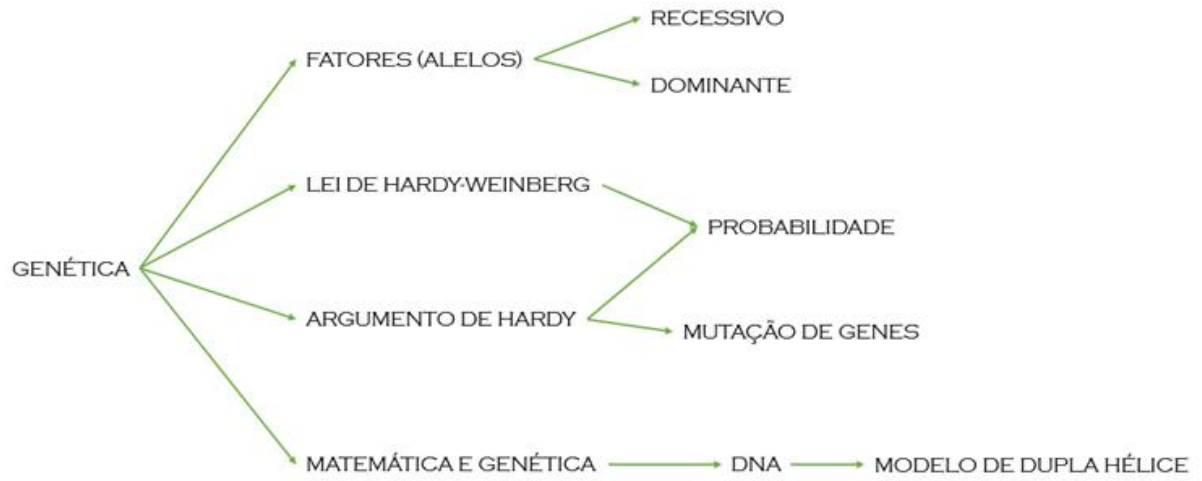 RECESSIVO
FATORES (ALELOS)
DOMINANTE
LEI DE HARDY-WEINBERG
PROBABILIDADE
GENÉTICA
ARGUMENTO DE HARDY
MUTAÇÃO DE GENES
MATEMÁTICA E GENÉTICA
DNA
MODELO DE DUPLA HÉLICE